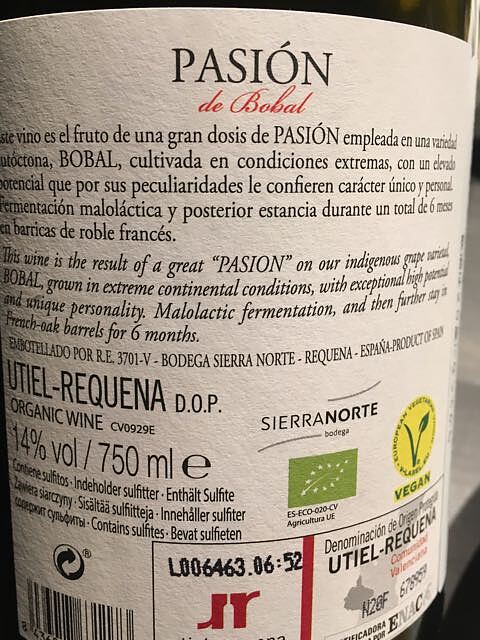 PASIÓN
de Bobal
Este vino es el fruto de una gran dosis de PASIÓN empleada en una variedad
autóctona, BOBAL, cultivada en condiciones extremas, con un elevado
potencial que por sus peculiaridades le confieren carácter único y personal.
Fermentación maloláctica y posterior estancia durante un total de 6 meses
en barricas de roble francés.
This wine is the result of a great “PASION” on our indigenous grape varietal,
BOBAL, grown in extreme continental conditions, with exceptional high potential
and unique personality. Malolactic fermentation, and then further stay in
French-oak barrels for 6 months.
EMBOTELLADO POR R.E. 3701-V - BODEGA SIERRA NORTE - REQUENA - ESPAÑA-PRODUCT OF SPAIN
UTIEL-REQUENA D.O.P.
ORGANIC WINE CV0929E
14% vol / 750 ml e
Contiene sulfitos · Indeholder sulfitter · Enthält Sulfite
Zawiera siarczyny · Sisältää sulfiitteja · Innehåller sulfiter
содержит сульфиты · Contains sulfites · Bevat sulfieten
SIERRANORTE
bodega
ES-ECO-020-CV
Agricultura UE
EUROPEAN VEGETARIAN
V-LABEL.EU
VEGAN
®
L006463.06:52
Denominación de Origen Protegida
UTIEL-REQUENA
Comunidad
Valenciana
N20F 678959
ENAC